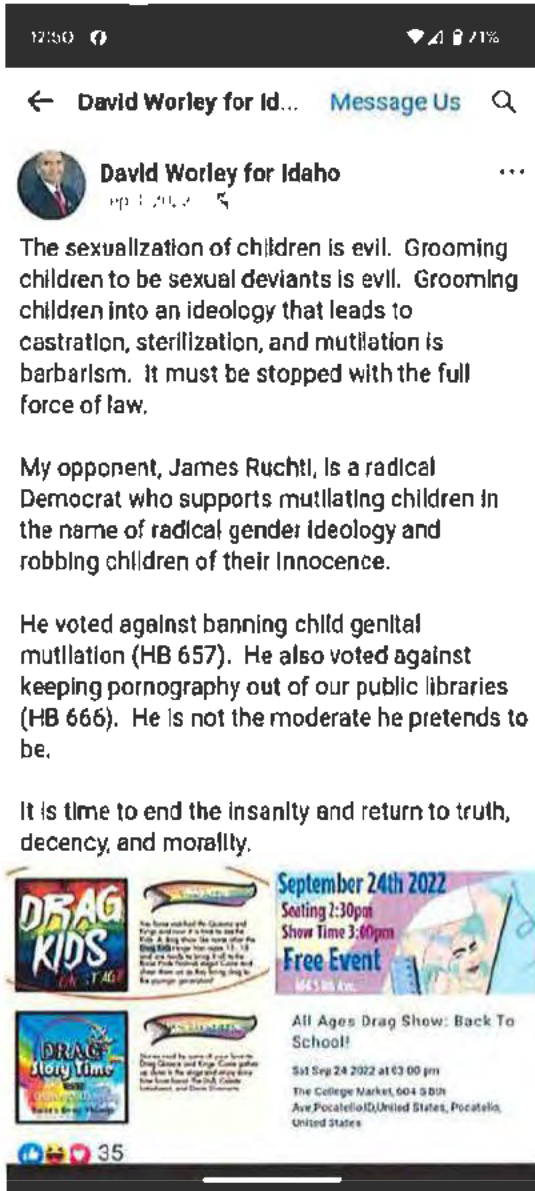 12:50
71%
David Worley for Id... Message Us
David Worley for Idaho
The sexualization of children is evil. Grooming
children to be sexual deviants is evil. Grooming
children into an ideology that leads to
castration, sterilization, and mutilation is
barbarism. It must be stopped with the full
force of law.
My opponent, James Ruchti, is a radical
Democrat who supports mutilating children in
the name of radical gender ideology and
robbing children of their innocence.
He voted against banning child genital
mutilation (HB 657). He also voted against
keeping pornography out of our public libraries
(HB 666). He is not the moderate he pretends to
be.
It is time to end the insanity and return to truth,
decency, and morality.
DRAG
KIDS
September 24th 2022
Seating 2:30pm
Show Time 3:00pm
Free Event
DRAG
Story Time
All Ages Drag Show: Back To
School!
Sat Sep 24 2022 at 03:00 pm
The College Market, 604 S 8th
Ave,Pocatello,ID,United States, Pocatello,
United States
35